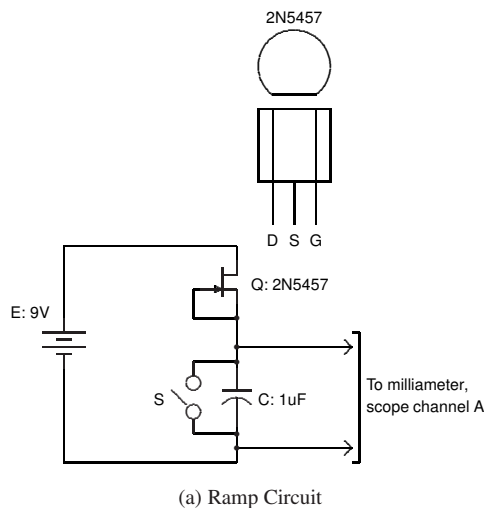 2N5457
D S G
Q: 2N5457
E: 9V
S
C: 1uF
To milliameter,
scope channel A
(a) Ramp Circuit